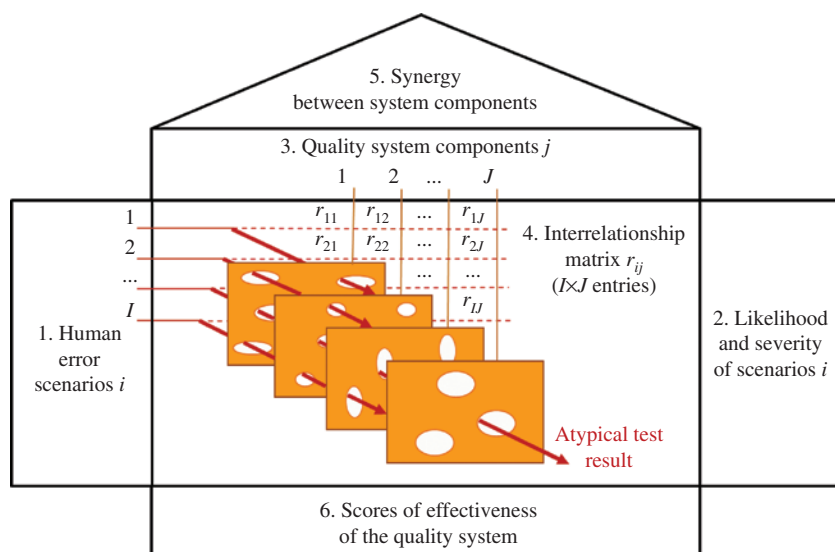 5. Synergy
between system components
3. Quality system components j
1 2 ... J
1
r11 r12 ... r1J
2
r21 r22 ... r2J
...
... ...
I
rIJ
4. Interrelationship
matrix rij
(I×J entries)
1. Human
error
scenarios i
2. Likelihood
and severity
of scenarios i
Atypical test
result
6. Scores of effectiveness
of the quality system